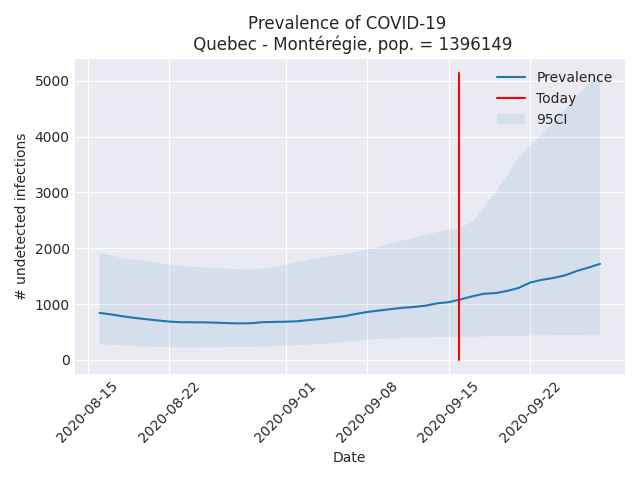 Prevalence of COVID-19
Quebec - Montérégie, pop. = 1396149
Prevalence
Today
95CI
# undetected infections
5000
4000
3000
2000
1000
0
2020-08-15
2020-08-22
2020-09-01
2020-09-08
2020-09-15
2020-09-22
Date